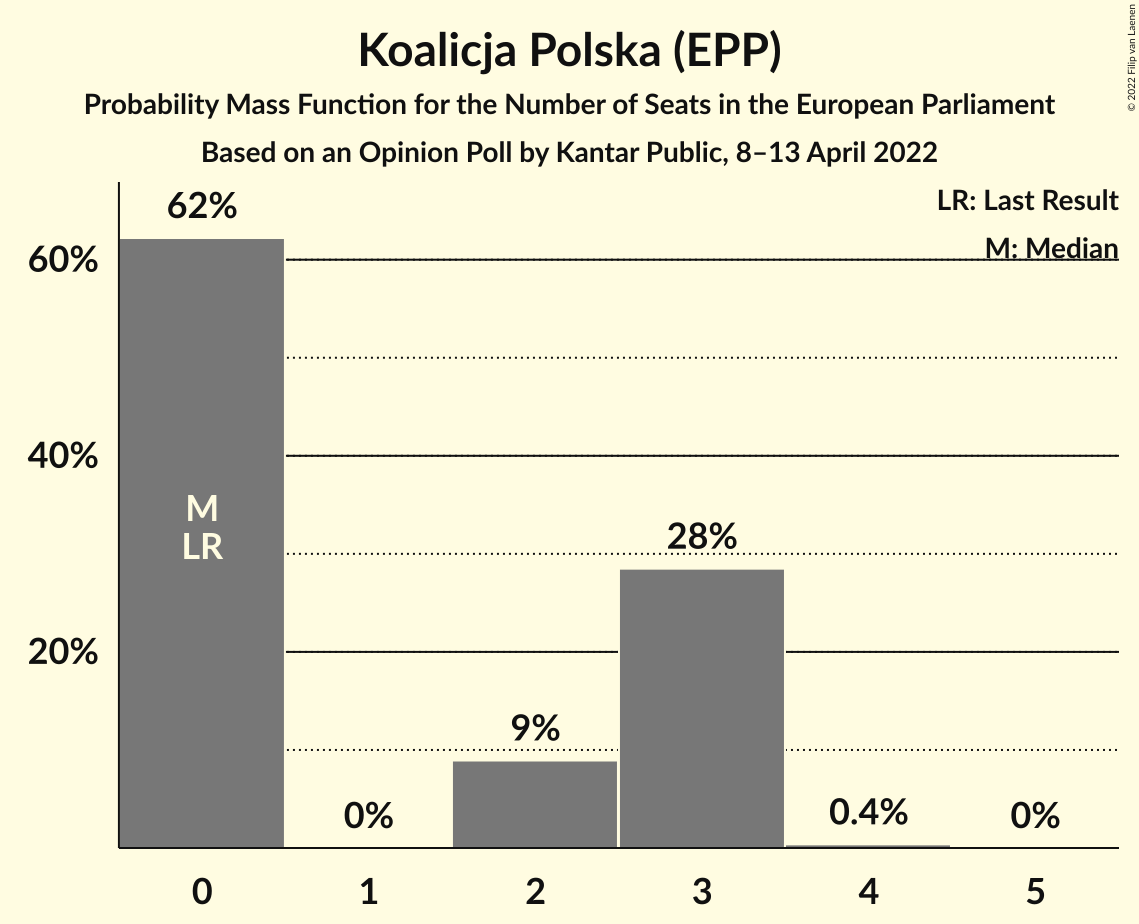 Koalicja Polska (EPP)
Probability Mass Function for the Number of Seats in the European Parliament
Based on an Opinion Poll by Kantar Public, 8–13 April 2022
© 2022 Filip van Laenen
LR: Last Result
M: Median
62%
60%
40%
20%
M
LR
0%
9%
28%
0.4%
0%
0
1
2
3
4
5